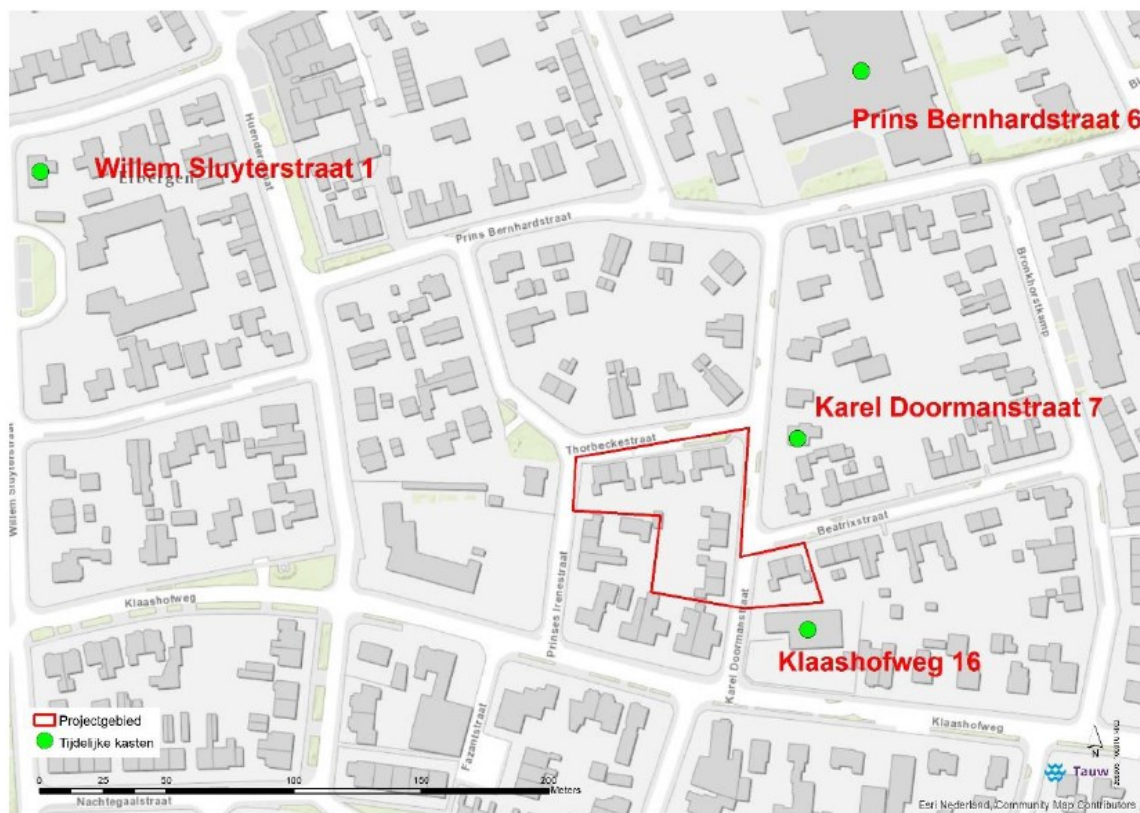 Prins Bernhardstraat 6
Willem Sluyterstraat 1
Huenderstraat
Prins Bernhardstraat
Bronkhorstkamp
Karel Doormanstraat 7
Thorbeckestraat
Willem Sluyterstraat
Beatrixstraat
Klaashofweg
Prinses Irenestraat
Karel Doormanstraat
Klaashofweg 16
Klaashofweg
Fazantstraat
Projectgebied
Tijdelijke kasten
N
0 25 50 100 150 200
Meters
Tauw
Nachtegaalstraat
Esri Nederland, Community Map Contributors